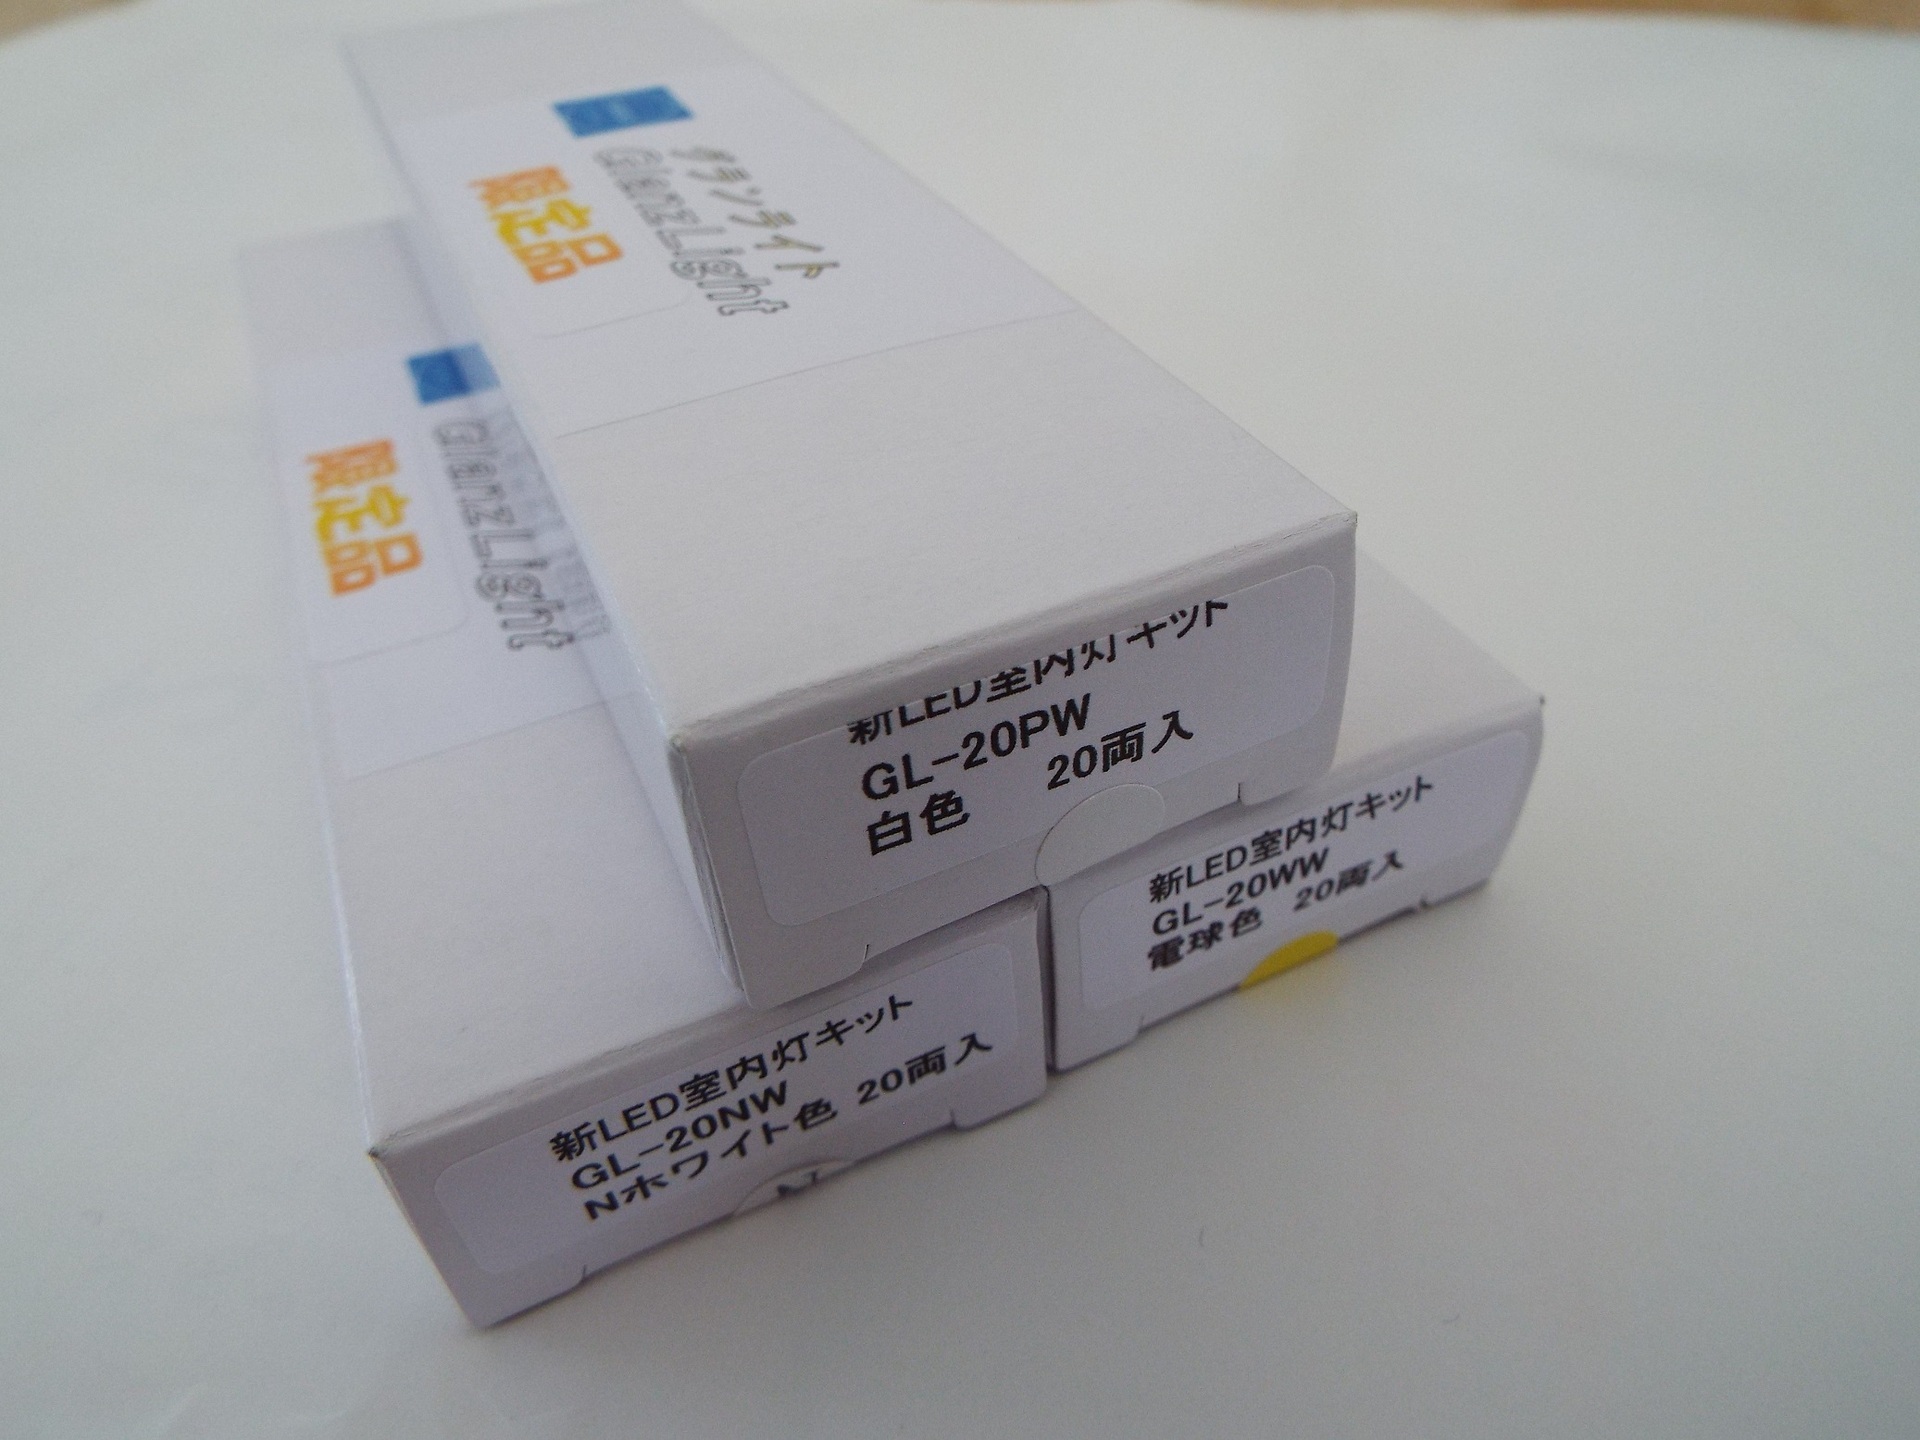 グランライト
GlanzLight
限定品
新LED室内灯キット
GL-20PW
白色 20両入
GlanzLight
限定品
新LED室内灯キット
GL-20NW
Nホワイト色 20両入
N
新LED室内灯キット
GL-20WW
電球色 20両入